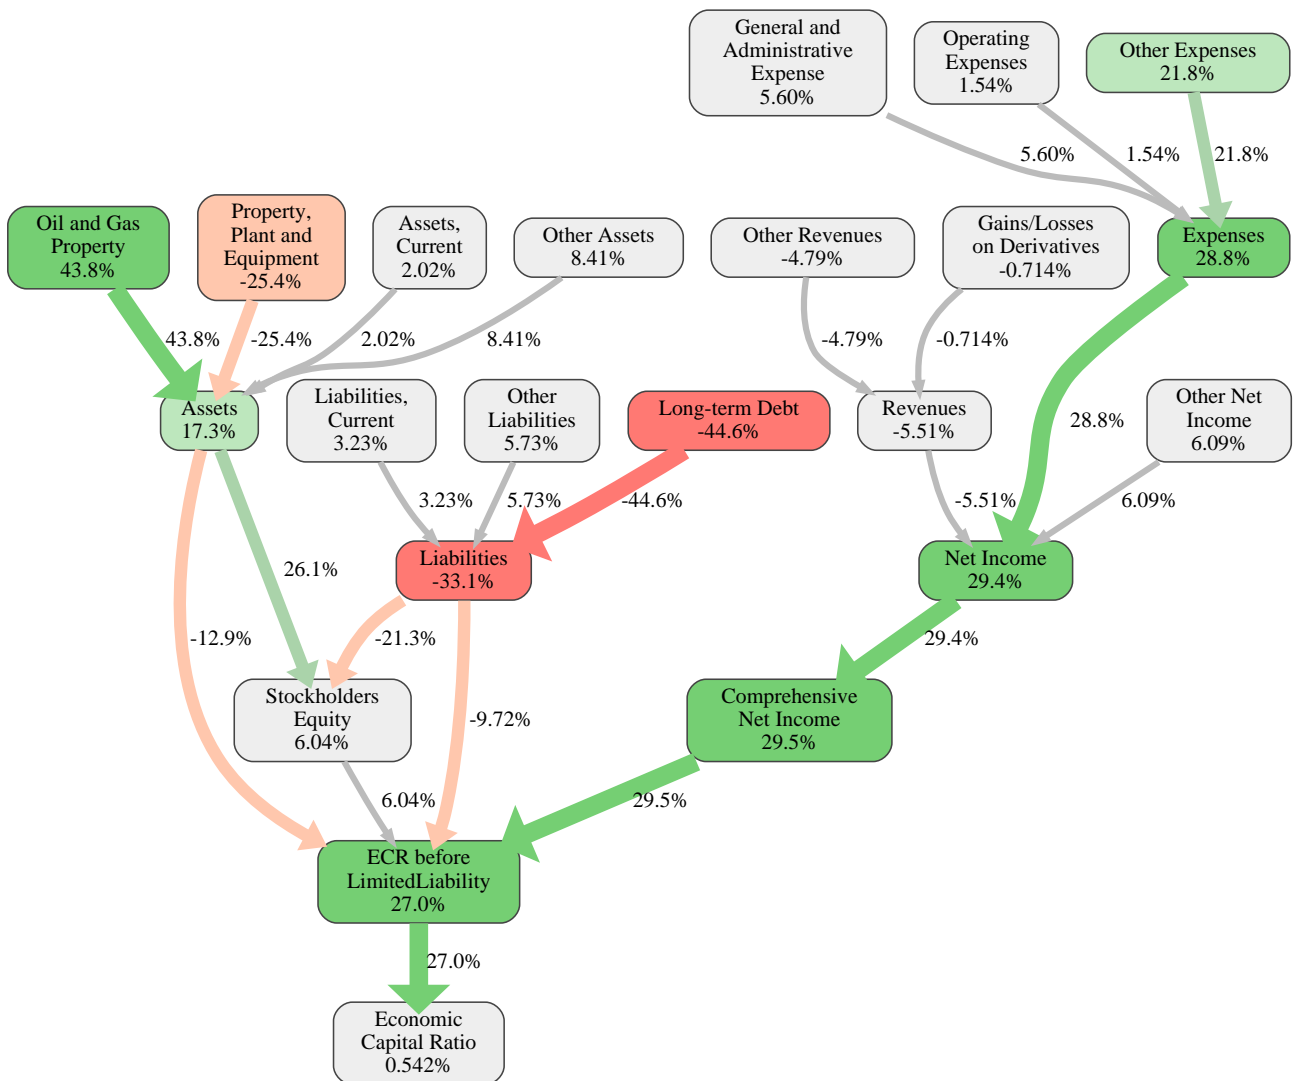 General and
Administrative
Expense
5.60%
Operating
Expenses
1.54%
Other Expenses
21.8%
5.60%
1.54%
21.8%
Oil and Gas
Property
43.8%
Property,
Plant and
Equipment
-25.4%
Assets,
Current
2.02%
Other Assets
8.41%
Other Revenues
-4.79%
Gains/Losses
on Derivatives
-0.714%
Expenses
28.8%
43.8%
-25.4%
2.02%
8.41%
-4.79%
-0.714%
28.8%
Assets
17.3%
Liabilities,
Current
3.23%
Other
Liabilities
5.73%
Long-term Debt
-44.6%
Revenues
-5.51%
Other Net
Income
6.09%
3.23%
5.73%
-44.6%
-5.51%
6.09%
26.1%
Liabilities
-33.1%
Net Income
29.4%
-12.9%
-21.3%
-9.72%
29.4%
Stockholders
Equity
6.04%
Comprehensive
Net Income
29.5%
6.04%
29.5%
ECR before
LimitedLiability
27.0%
27.0%
Economic
Capital Ratio
0.542%